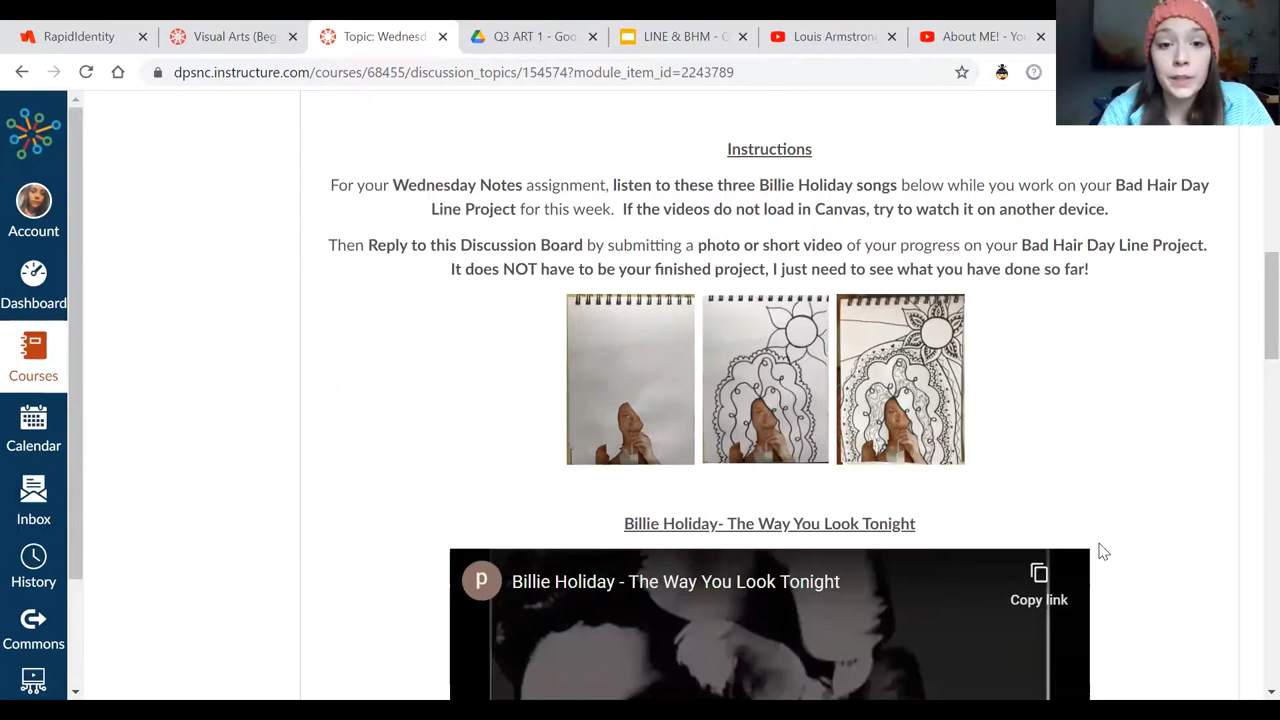 RapidIdentity
Visual Arts (Beg
Topic: Wednesd
Q3 ART 1 - Goo
LINE & BHM - G
Louis Armstrong
About ME! - You
dpsnc.instructure.com/courses/68455/discussion_topics/154574?module_item_id=2243789
Account
Dashboard
Courses
Calendar
Inbox
History
Commons
Instructions
For your Wednesday Notes assignment, listen to these three Billie Holiday songs below while you work on your Bad Hair Day
Line Project for this week. If the videos do not load in Canvas, try to watch it on another device.
Then Reply to this Discussion Board by submitting a photo or short video of your progress on your Bad Hair Day Line Project.
It does NOT have to be your finished project, I just need to see what you have done so far!
Billie Holiday- The Way You Look Tonight
p
Billie Holiday - The Way You Look Tonight
Copy link